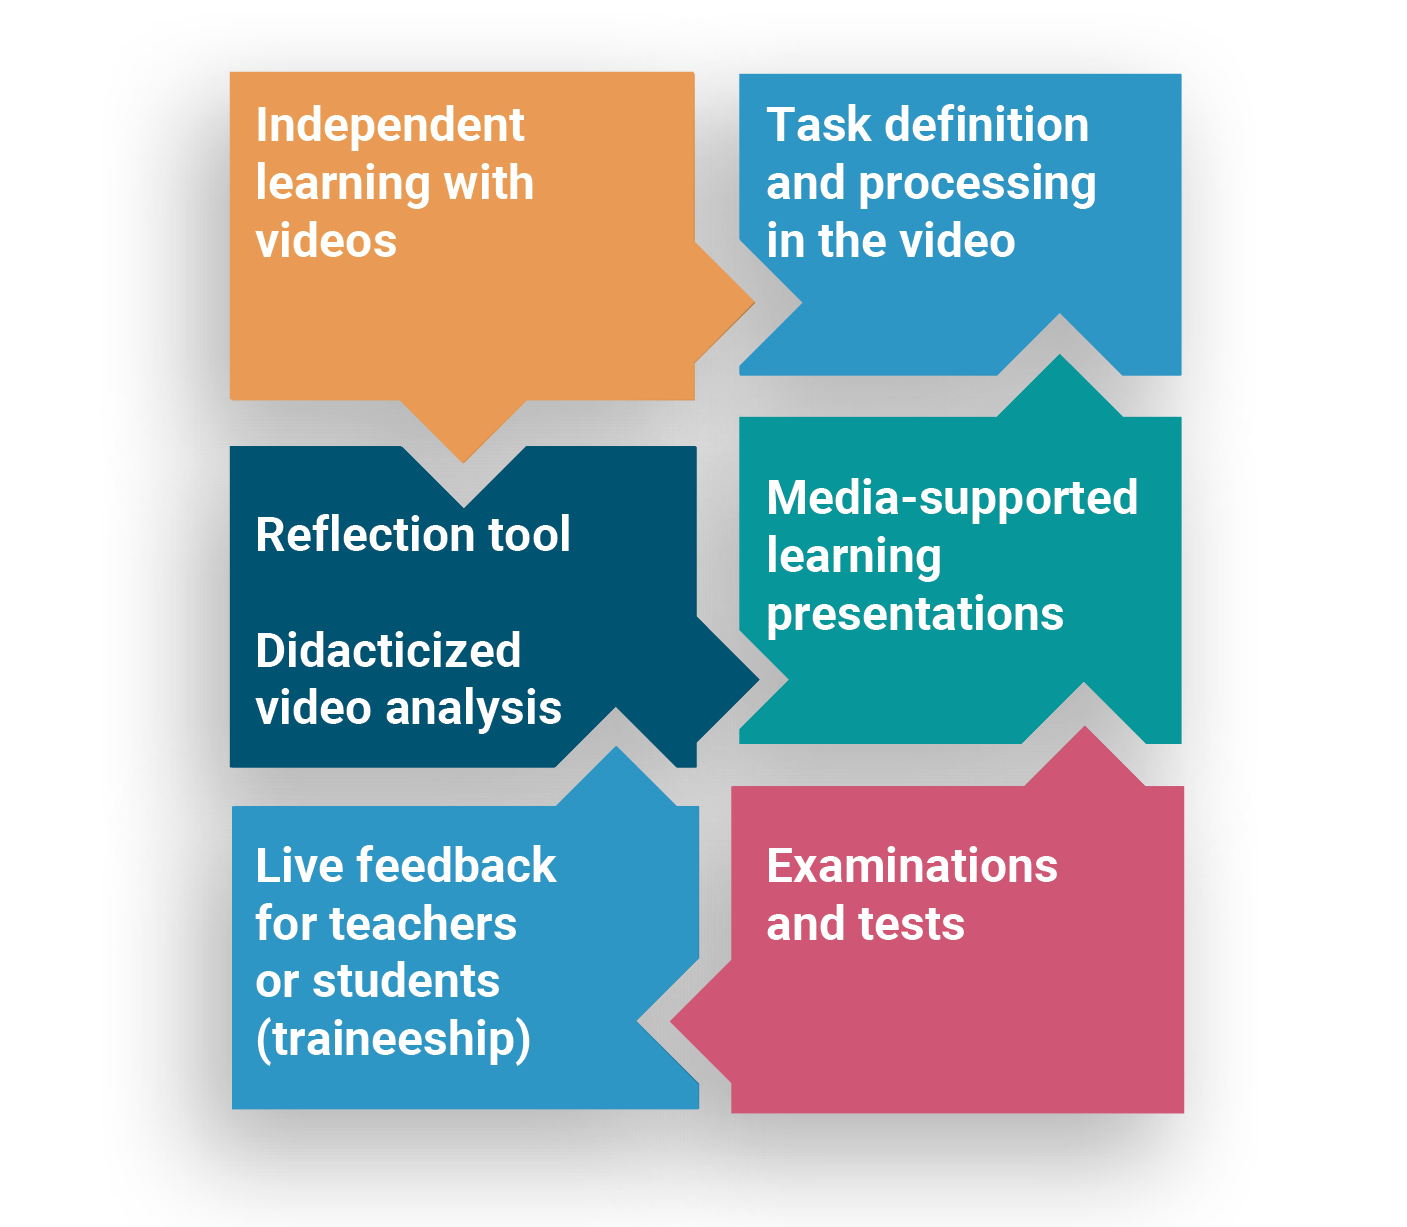 Independent
learning with
videos
Task definition
and processing
in the video
Reflection tool
Didacticized
video analysis
Media-supported
learning
presentations
Live feedback
for teachers
or students
(traineeship)
Examinations
and tests